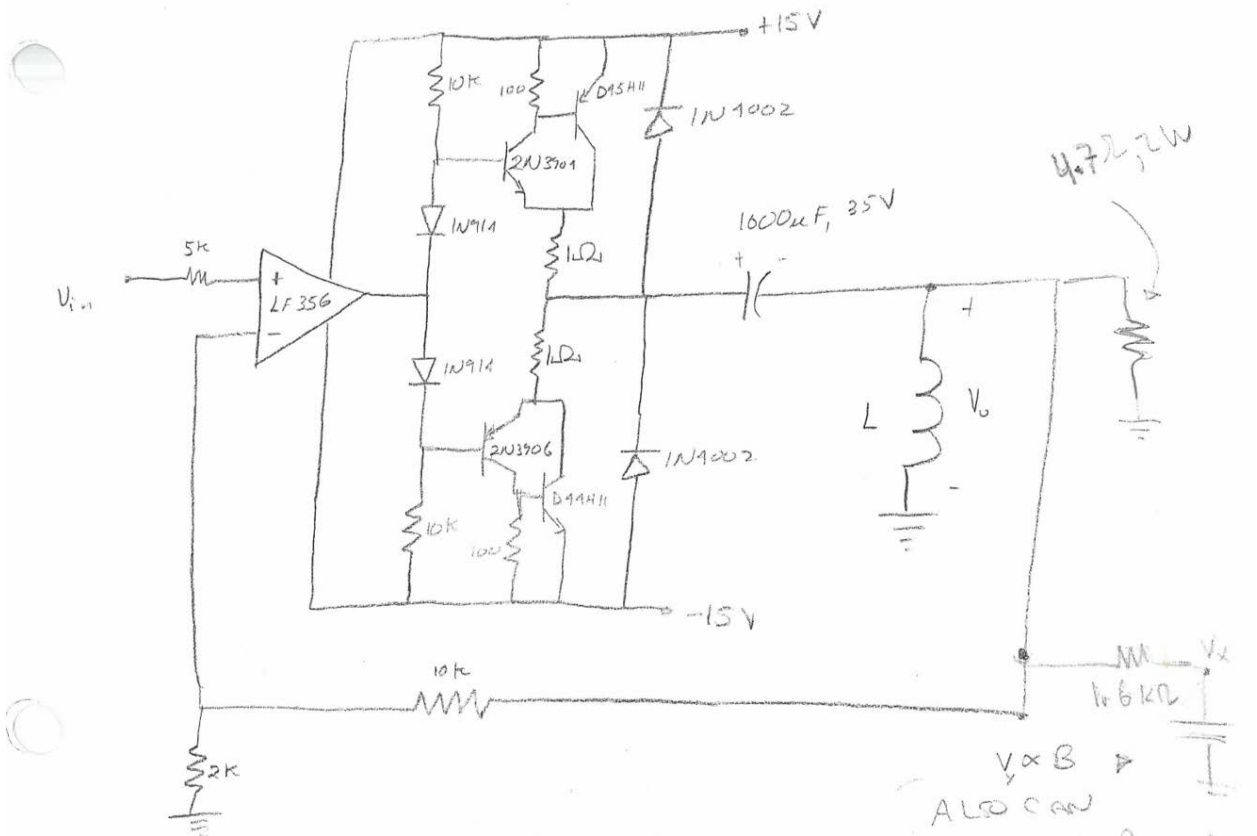 +15V
10K
100
D45H11
1N4002
2N3904
4.7Ω, 2W
1N914
1000µF, 35V
1Ω
5K
+
-
Vin
+
LF356
-
+
1Ω
1N914
L
Vo
2N3906
1N4002
D44H11
-
10K
100
-15V
10K
Vx
1.6KΩ
2K
V ∝ B
ALSO CAN